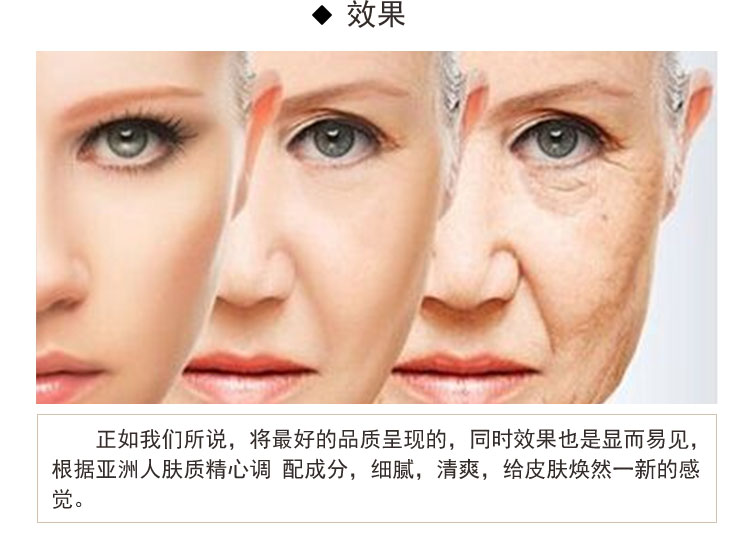 ◆ 效果
正如我们所说，将最好的品质呈现的，同时效果也是显而易见，
根据亚洲人肤质精心调 配成分，细腻，清爽，给皮肤焕然一新的感
觉。